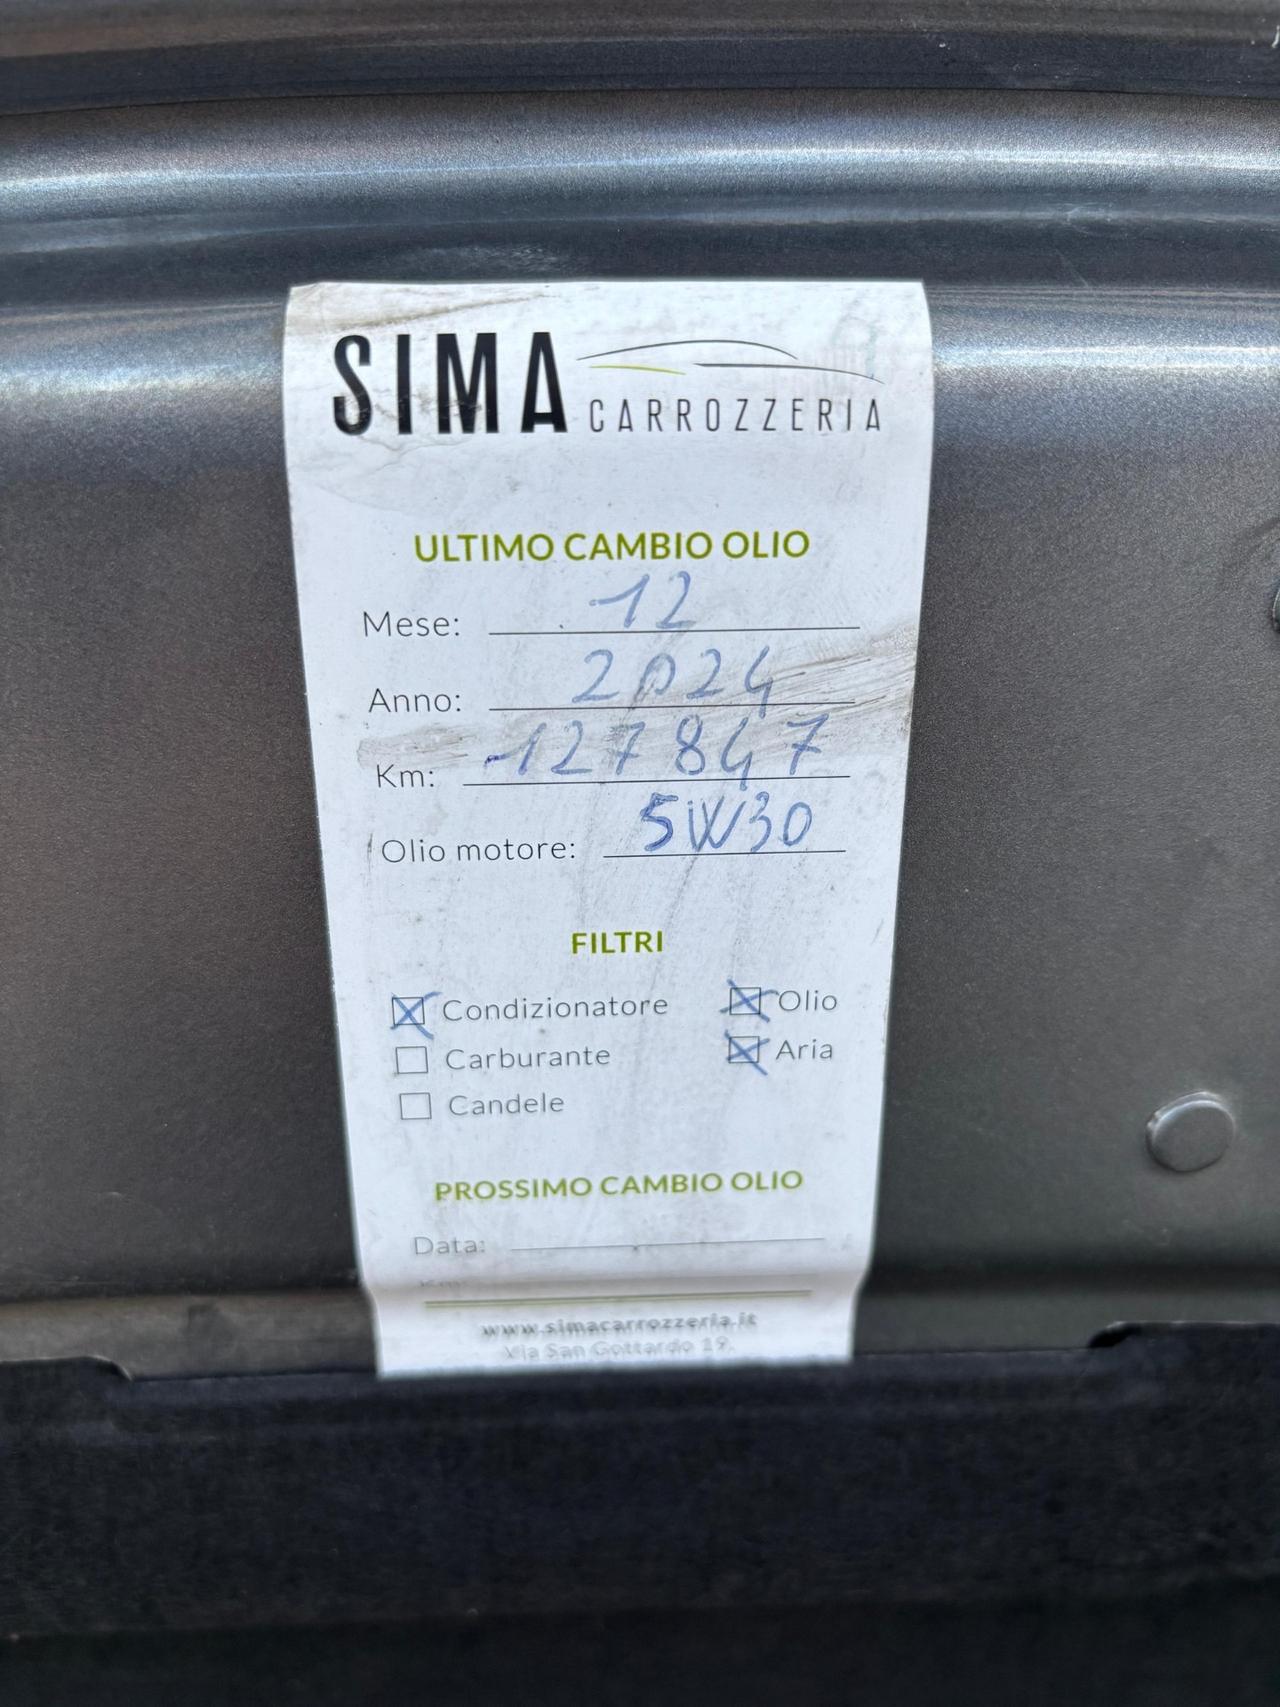 SIMA CARROZZERIA
ULTIMO CAMBIO OLIO
Mese: 12
Anno: 2024
Km: 127847
Olio motore: 5W30
FILTRI
Condizionatore Olio
Carburante Aria
Candele
PROSSIMO CAMBIO OLIO
Data:
Km:
www.simacarrozzeria.it
Via San Gottardo 19,